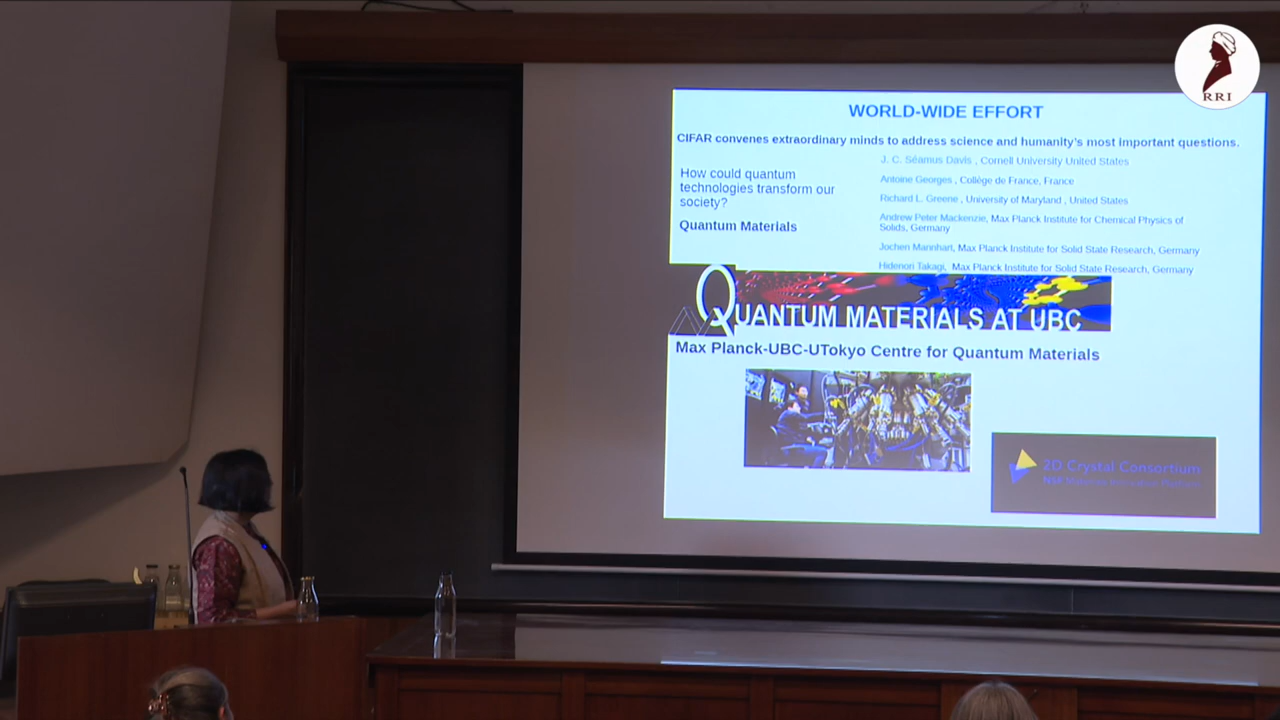 RRI
WORLD-WIDE EFFORT
CIFAR convenes extraordinary minds to address science and humanity's most important questions.
How could quantum
technologies transform our
society?
Quantum Materials
J. C. Séamus Davis , Cornell University United States
Antoine Georges , Collège de France, France
Richard L. Greene , University of Maryland , United States
Andrew Peter Mackenzie, Max Planck Institute for Chemical Physics of
Solids, Germany
Jochen Mannhart, Max Planck Institute for Solid State Research, Germany
Hidenori Takagi, Max Planck Institute for Solid State Research, Germany
QUANTUM MATERIALS AT UBC
Max Planck-UBC-UTokyo Centre for Quantum Materials
2D Crystal Consortium
NSF Materials Innovation Platform